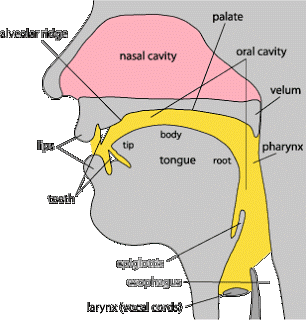 palate
alveolar ridge
nasal cavity
oral cavity
velum
body
tip
lips
tongue
root
pharynx
teeth
epiglottis
esophagus
larynx (vocal cords)